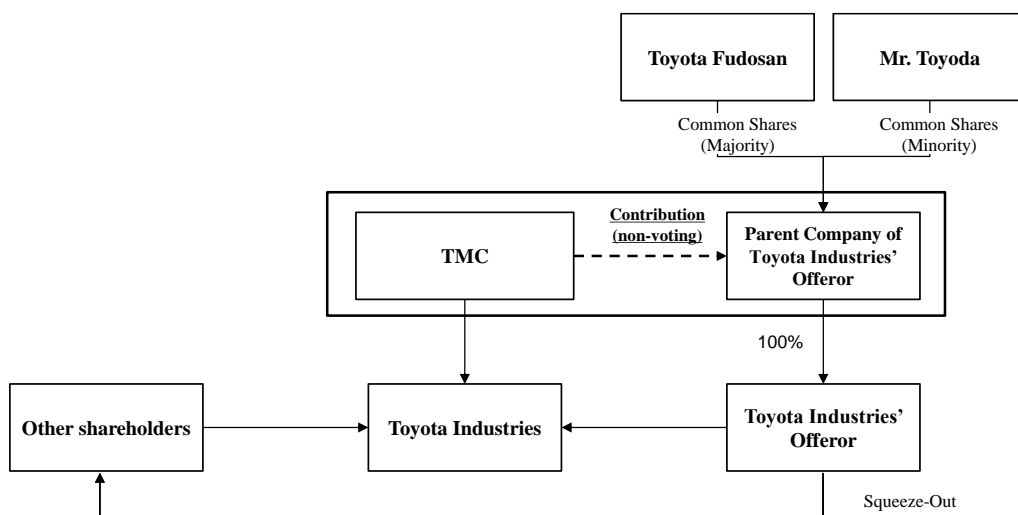 Toyota Fudosan
Mr. Toyoda
Common Shares
(Majority)
Common Shares
(Minority)
TMC
Contribution
(non-voting)
Parent Company of
Toyota Industries’
Offeror
100%
Other shareholders
Toyota Industries
Toyota Industries’
Offeror
Squeeze-Out